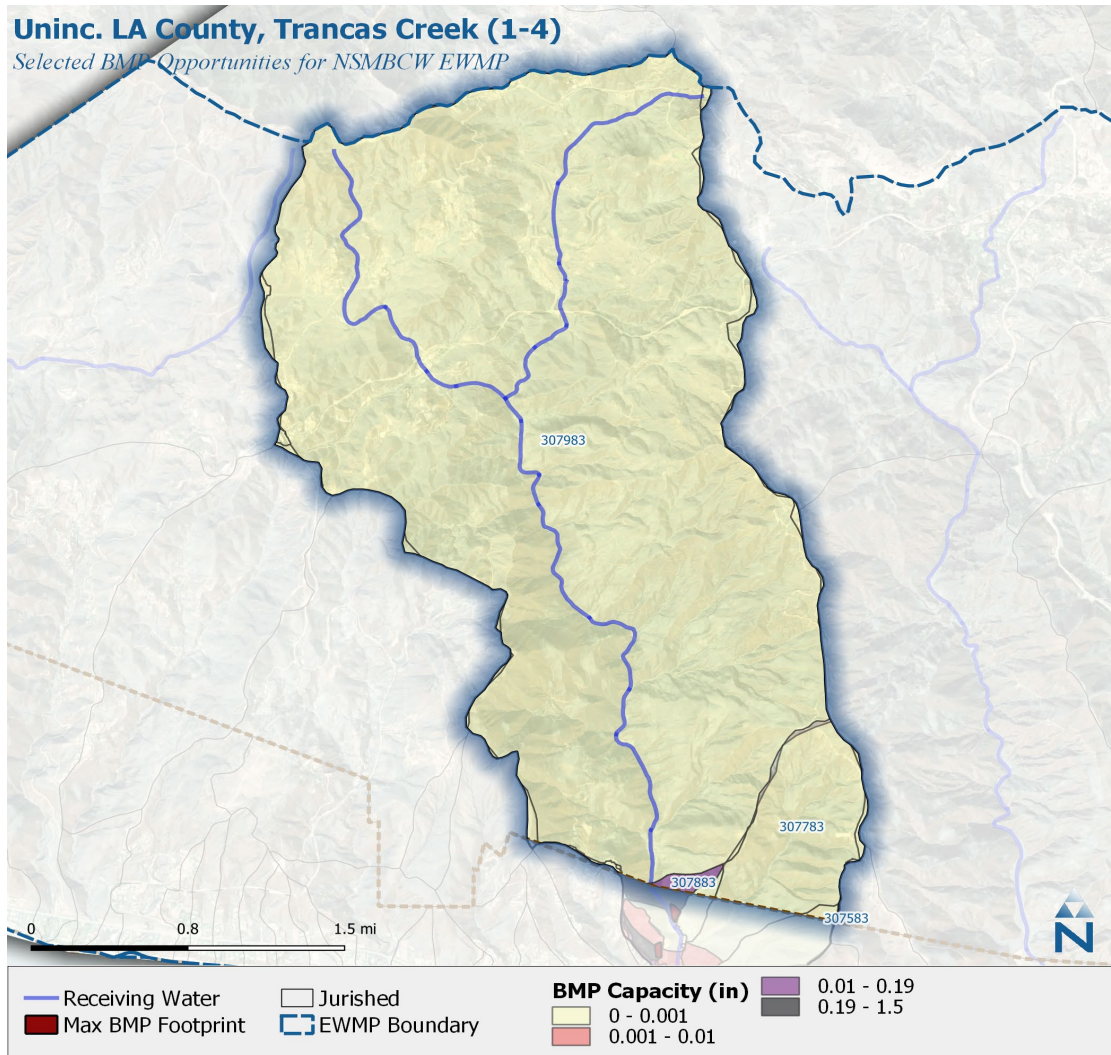 Uninc. LA County, Trancas Creek (1-4)
Selected BMP Opportunities for NSMBCW EWMP
307983
307783
307883
307583
0 0.8 1.5 mi
N
Receiving Water
Max BMP Footprint
Jurished
EWMP Boundary
BMP Capacity (in)
0 - 0.001
0.001 - 0.01
0.01 - 0.19
0.19 - 1.5